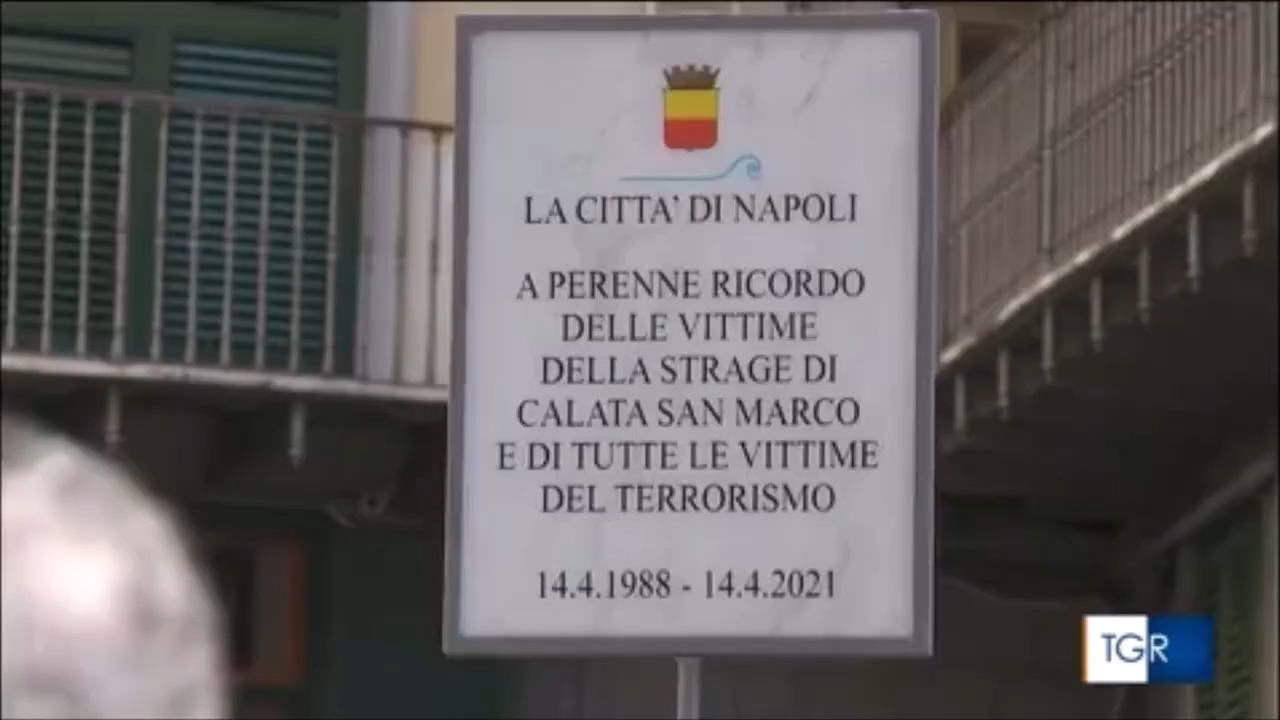 LA CITTA' DI NAPOLI
A PERENNE RICORDO
DELLE VITTIME
DELLA STRAGE DI
CALATA SAN MARCO
E DI TUTTE LE VITTIME
DEL TERRORISMO
14.4.1988 - 14.4.2021
TGR